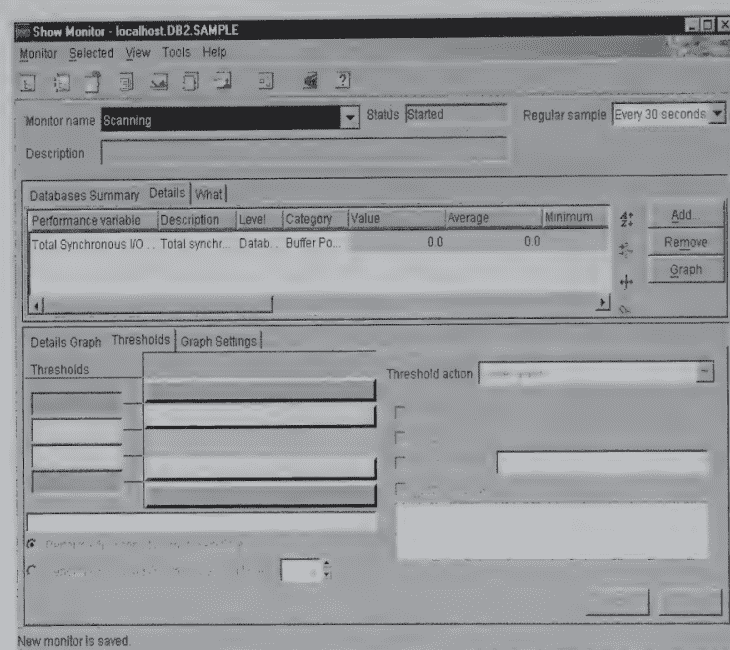 Show Monitor - localhost.DB2.SAMPLE
Monitor Selected View Tools Help
Monitor name Scanning Status Started Regular sample Every 30 seconds
Description
Databases Summary Details What
Performance variable Description Level Category Value Average Minimum
Total Synchronous I/O ... Total synchr... Datab... Buffer Po... 0.0 0.0
Add...
Remove
Graph
Details Graph Thresholds Graph Settings
Thresholds
Threshold action
New monitor is saved.